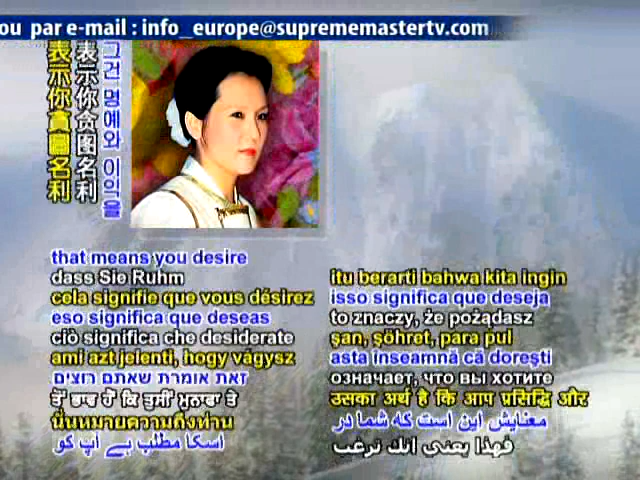 ou par e-mail : info_europe@suprememastertv.com
表示你貪圖名利
表示你贪图名利
그건 명예와 이익을
that means you desire
dass Sie Ruhm
cela signifie que vous désirez
eso significa que deseas
ciò significa che desiderate
ami azt jelenti, hogy vágysz
זאת אומרת שאתם רוצים
ਤੋਂ ਭਾਵ ਹੈ ਕਿ ਤੁਸੀਂ ਮੁਨਾਫਾ ਤੇ
นั่นหมายความถึงท่าน
اسکا مطلب ہے آپ کو
itu berarti bahwa kita ingin
isso significa que deseja
to znaczy, że pożądasz
şan, şöhret, para pul
asta înseamnă că doreşti
означает, что вы хотите
उसका अर्थ है कि आप प्रसिद्धि और
معنایش این است که شما در
فهذا يعني انك ترغب